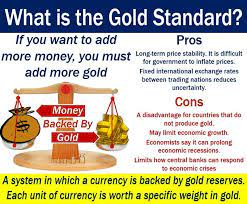 What is the Gold Standard?
If you want to add
more money, you must
add more gold
Money
Backed By
Gold
Pros
Long-term price stability. It is difficult
for government to inflate prices.
Fixed international exchange rates
between trading nations reduces
uncertainty.
Cons
A disadvantage for countries that do
not produce gold.
May limit economic growth.
Economists say it can prolong
economic recessions.
Limits how central banks can respond
to economic crises
A system in which a currency is backed by gold reserves.
Each unit of currency is worth a specific weight in gold.